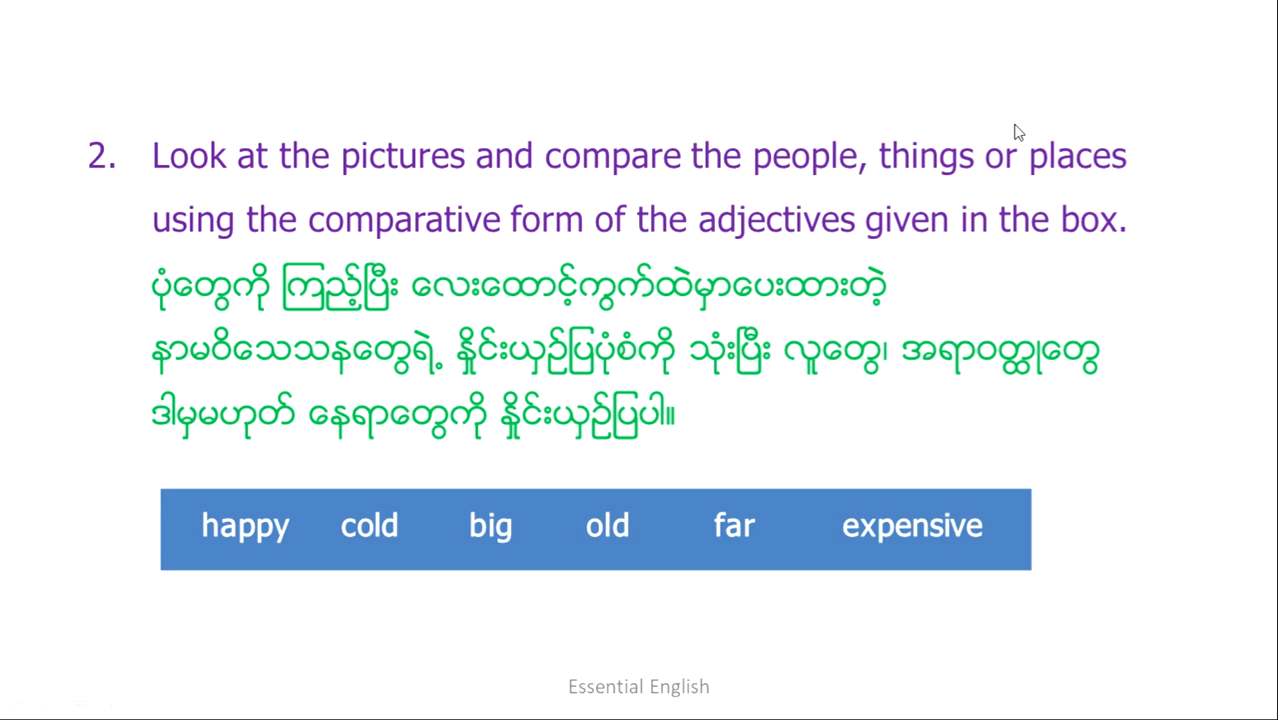 2. Look at the pictures and compare the people, things or places
using the comparative form of the adjectives given in the box.
ပုံတွေကို ကြည့်ပြီး လေးထောင့်ကွက်ထဲမှာပေးထားတဲ့
နာမဝိသေသနတွေရဲ့ နှိုင်းယှဉ်ပြပုံစံကို သုံးပြီး လူတွေ၊ အရာဝတ္ထုတွေ
ဒါမှမဟုတ် နေရာတွေကို နှိုင်းယှဉ်ပြပါ။
happy cold big old far expensive
Essential English